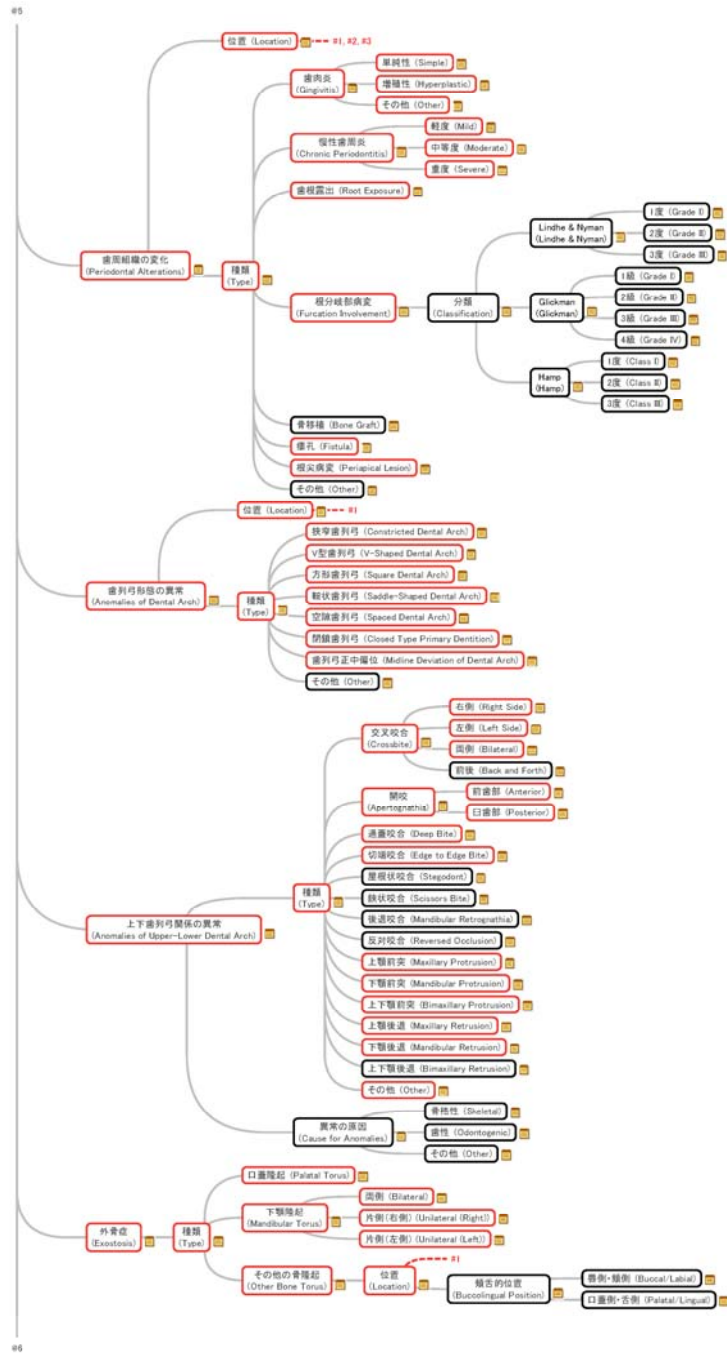 @5
位置 (Location)
#1, #2, #3
歯肉炎
(Gingivitis)
単純性 (Simple)
増殖性 (Hyperplastic)
その他 (Other)
慢性歯周炎
(Chronic Periodontitis)
軽度 (Mild)
中等度 (Moderate)
重度 (Severe)
歯根露出 (Root Exposure)
歯周組織の変化
(Periodontal Alterations)
種類
(Type)
根分岐部病変
(Furcation Involvement)
分類
(Classification)
Lindhe & Nyman
(Lindhe & Nyman)
1度 (Grade Ⅰ)
2度 (Grade Ⅱ)
3度 (Grade Ⅲ)
Glickman
(Glickman)
1級 (Grade Ⅰ)
2級 (Grade Ⅱ)
3級 (Grade Ⅲ)
4級 (Grade Ⅳ)
Hamp
(Hamp)
1度 (Class Ⅰ)
2度 (Class Ⅱ)
3度 (Class Ⅲ)
骨移植 (Bone Graft)
瘻孔 (Fistula)
根尖病変 (Periapical Lesion)
その他 (Other)
位置 (Location)
#1
歯列弓形態の異常
(Anomalies of Dental Arch)
種類
(Type)
狭窄歯列弓 (Constricted Dental Arch)
V型歯列弓 (V-Shaped Dental Arch)
方形歯列弓 (Square Dental Arch)
鞍状歯列弓 (Saddle-Shaped Dental Arch)
空隙歯列弓 (Spaced Dental Arch)
閉鎖歯列弓 (Closed Type Primary Dentition)
歯列弓正中偏位 (Midline Deviation of Dental Arch)
その他 (Other)
上下歯列弓関係の異常
(Anomalies of Upper-Lower Dental Arch)
種類
(Type)
交叉咬合
(Crossbite)
右側 (Right Side)
左側 (Left Side)
両側 (Bilateral)
前後 (Back and Forth)
開咬
(Apertognathia)
前歯部 (Anterior)
臼歯部 (Posterior)
過蓋咬合 (Deep Bite)
切端咬合 (Edge to Edge Bite)
屋根状咬合 (Stegodont)
鋏状咬合 (Scissors Bite)
後退咬合 (Mandibular Retrognathia)
反対咬合 (Reversed Occlusion)
上顎前突 (Maxillary Protrusion)
下顎前突 (Mandibular Protrusion)
上下顎前突 (Bimaxillary Protrusion)
上顎後退 (Maxillary Retrusion)
下顎後退 (Mandibular Retrusion)
上下顎後退 (Bimaxillary Retrusion)
その他 (Other)
異常の原因
(Cause for Anomalies)
骨格性 (Skeletal)
歯性 (Odontogenic)
その他 (Other)
外骨症
(Exostosis)
種類
(Type)
口蓋隆起 (Palatal Torus)
下顎隆起
(Mandibular Torus)
両側 (Bilateral)
片側(右側) (Unilateral (Right))
片側(左側) (Unilateral (Left))
その他の骨隆起
(Other Bone Torus)
位置
(Location)
#1
頬舌的位置
(Buccolingual Position)
唇側・頬側 (Buccal/Labial)
口蓋側・舌側 (Palatal/Lingual)
@6